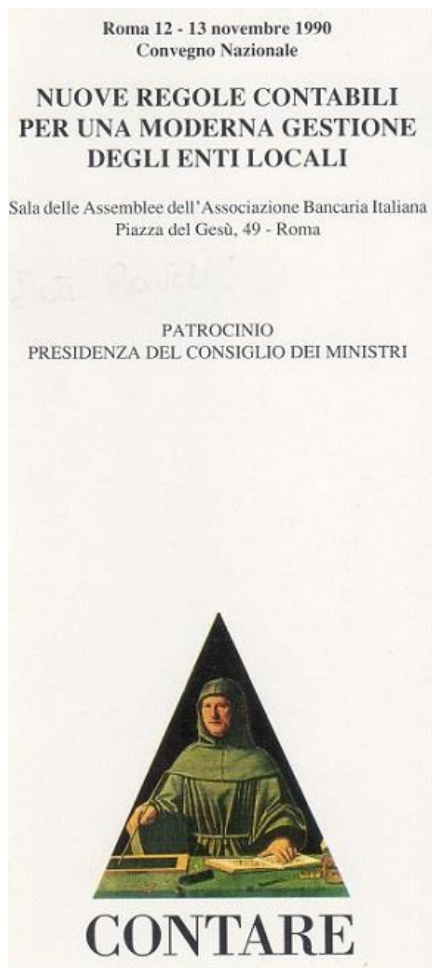 Roma 12 - 13 novembre 1990
Convegno Nazionale
NUOVE REGOLE CONTABILI
PER UNA MODERNA GESTIONE
DEGLI ENTI LOCALI
Sala delle Assemblee dell'Associazione Bancaria Italiana
Piazza del Gesù, 49 - Roma
PATROCINIO
PRESIDENZA DEL CONSIGLIO DEI MINISTRI
CONTARE